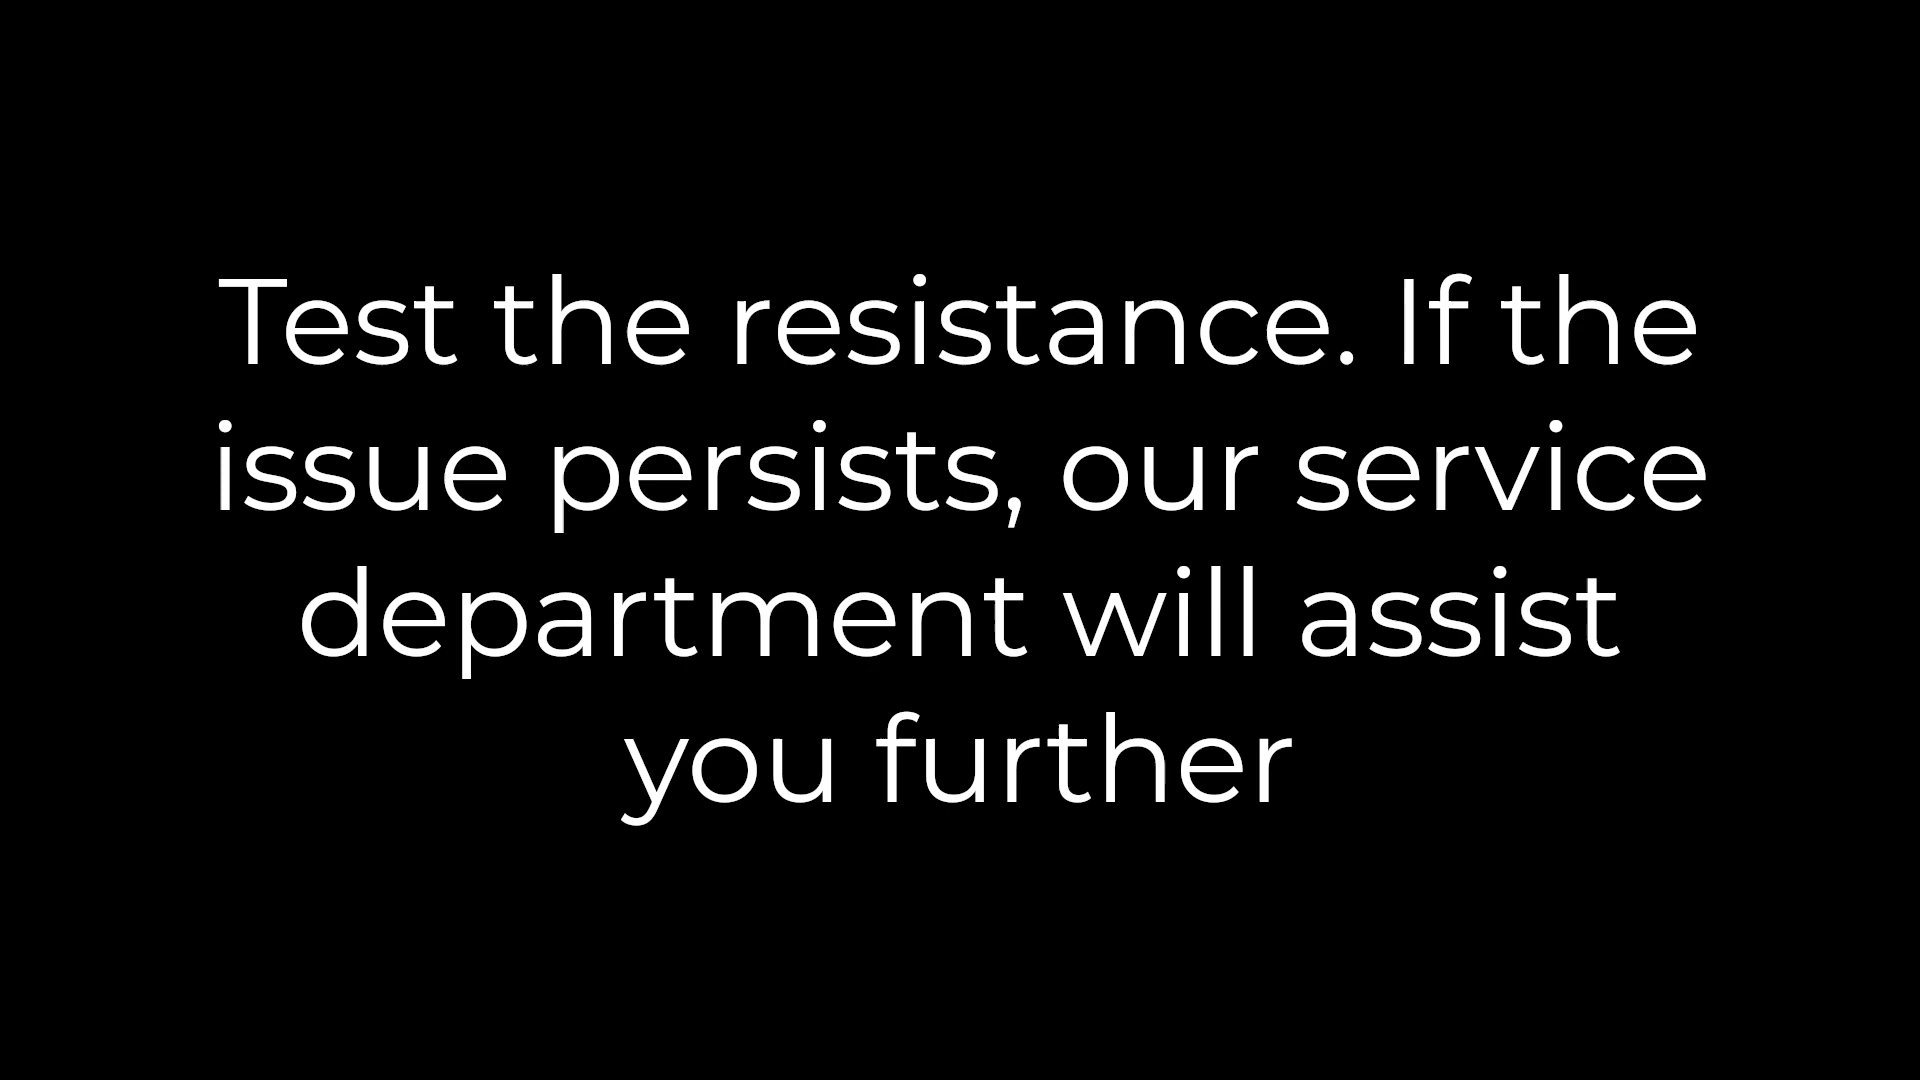 Test the resistance. If the
issue persists, our service
department will assist
you further